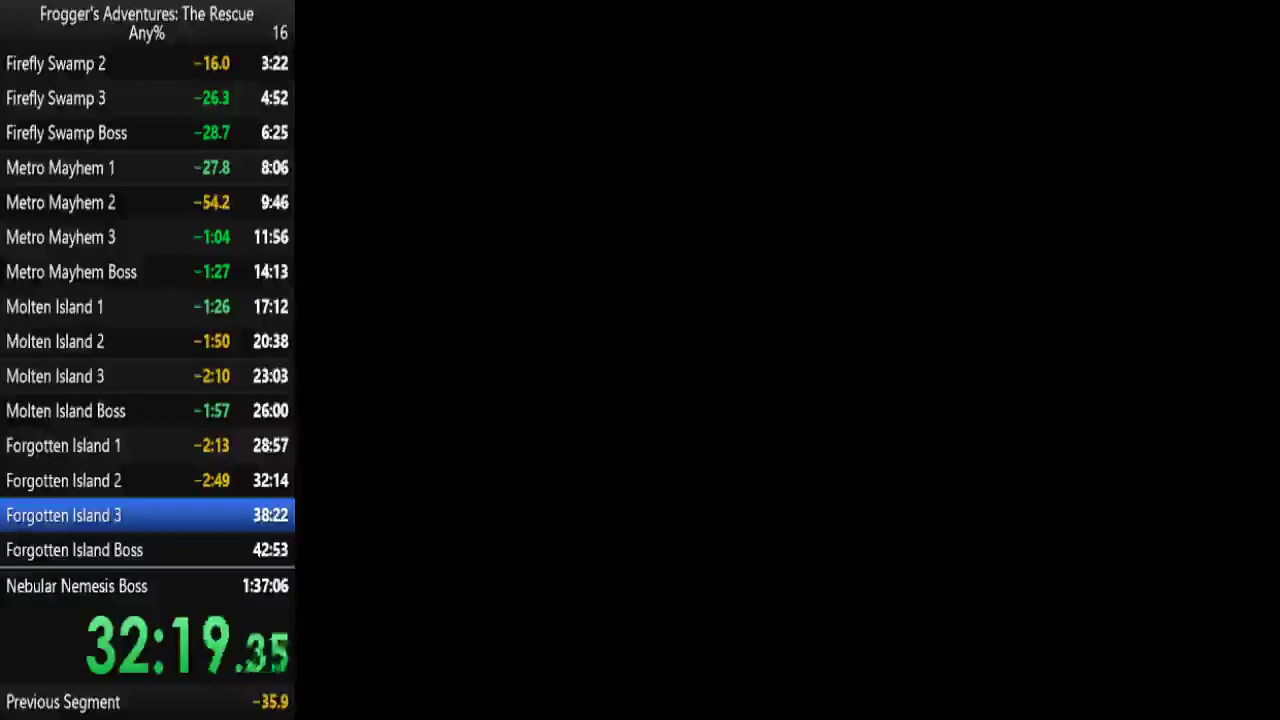 Frogger's Adventures: The Rescue
Any% 16
Firefly Swamp 2 −16.0 3:22
Firefly Swamp 3 −26.3 4:52
Firefly Swamp Boss −28.7 6:25
Metro Mayhem 1 −27.8 8:06
Metro Mayhem 2 −54.2 9:46
Metro Mayhem 3 −1:04 11:56
Metro Mayhem Boss −1:27 14:13
Molten Island 1 −1:26 17:12
Molten Island 2 −1:50 20:38
Molten Island 3 −2:10 23:03
Molten Island Boss −1:57 26:00
Forgotten Island 1 −2:13 28:57
Forgotten Island 2 −2:49 32:14
Forgotten Island 3 38:22
Forgotten Island Boss 42:53
Nebular Nemesis Boss 1:37:06
32:19.35
Previous Segment −35.9